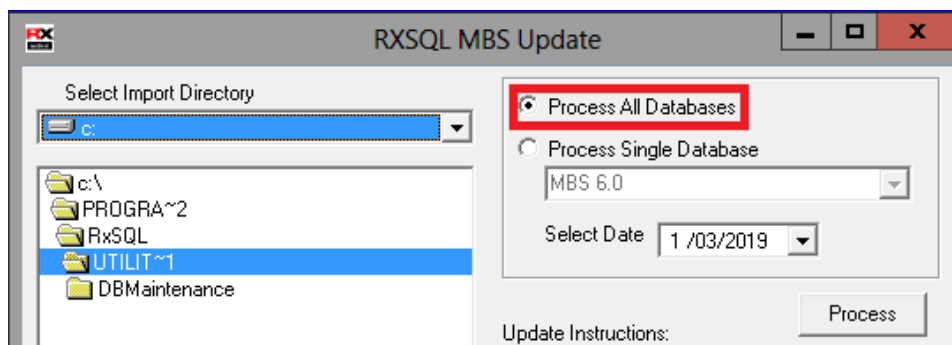 RX
RXSQL MBS Update
Select Import Directory
c:
c:\
PROGRA~2
RxSQL
UTILIT~1
DBMaintenance
Process All Databases
Process Single Database
MBS 6.0
Select Date 1 /03/2019
Process
Update Instructions: